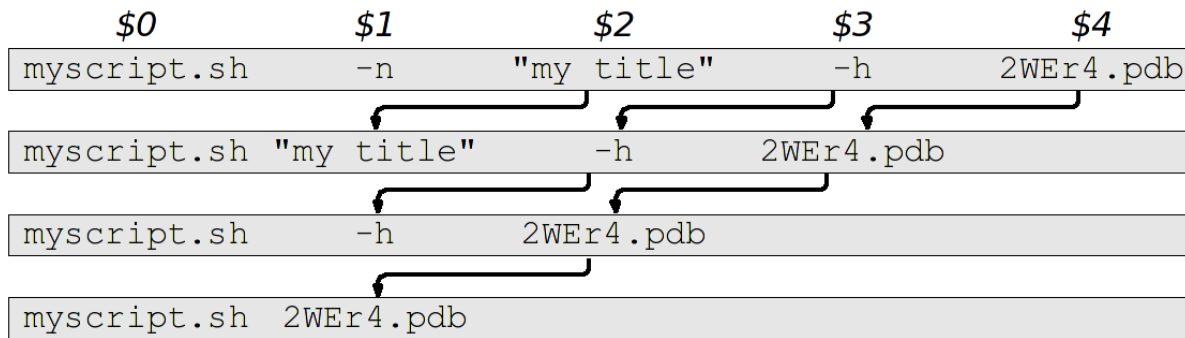 $0 $1 $2 $3 $4
myscript.sh -n "my title" -h 2WEr4.pdb
myscript.sh "my title" -h 2WEr4.pdb
myscript.sh -h 2WEr4.pdb
myscript.sh 2WEr4.pdb